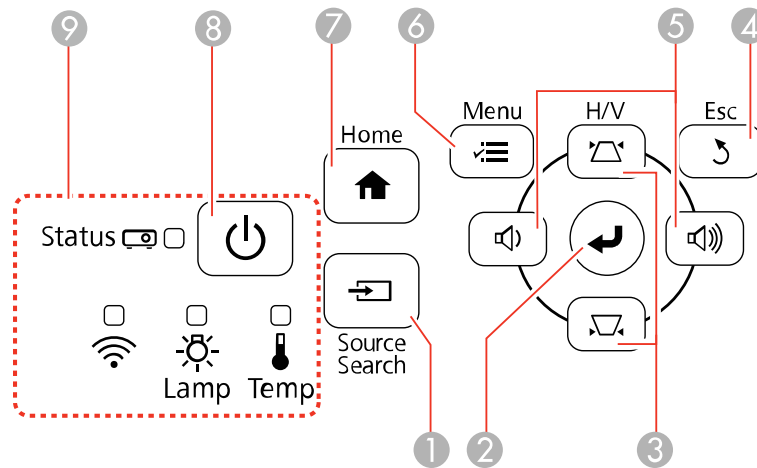 9 8 7 6 5 4
Menu H/V Esc
Home
Status
Source
Search
Lamp Temp
1 2 3